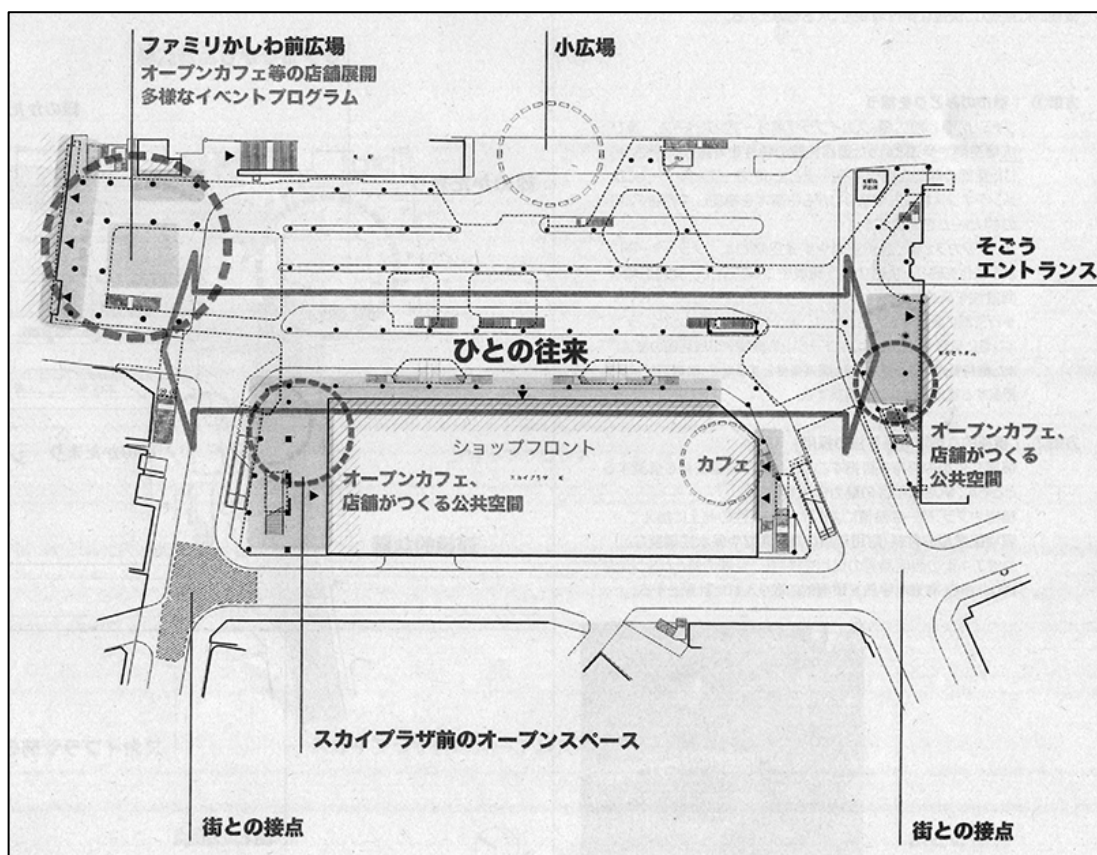 ファミリかしわ前広場
オープンカフェ等の店舗展開
多様なイベントプログラム
小広場
そごう
エントランス
ひとの往来
ショップフロント
カフェ
オープンカフェ、
店舗がつくる公共空間
オープンカフェ、
店舗がつくる
公共空間
スカイプラザ前のオープンスペース
街との接点
街との接点